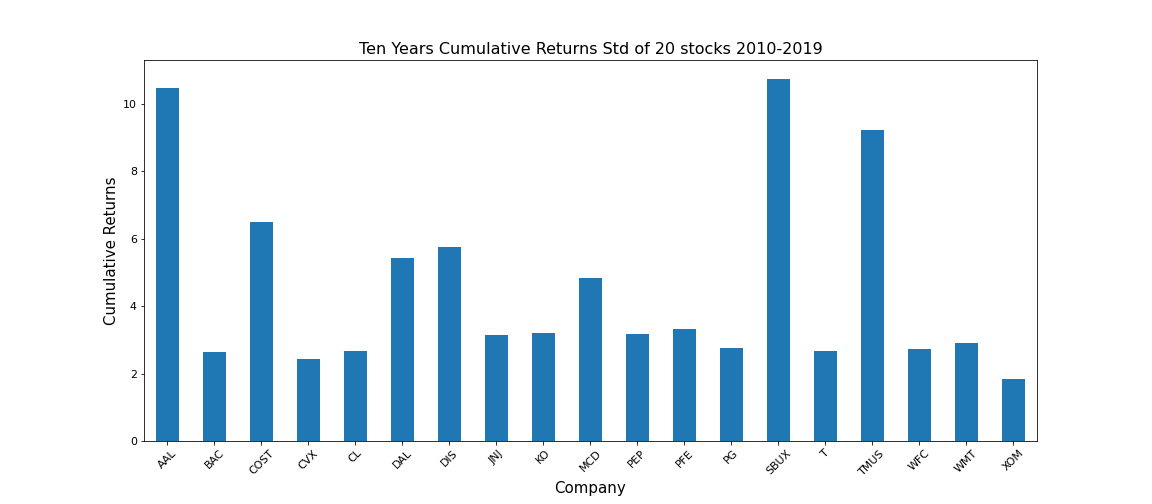 Ten Years Cumulative Returns Std of 20 stocks 2010-2019
10
8
6
4
2
0
Cumulative Returns
AAL BAC COST CVX CL DAL DIS JNJ KO MCD PEP PFE PG SBUX T TMUS WFC WMT XOM
Company